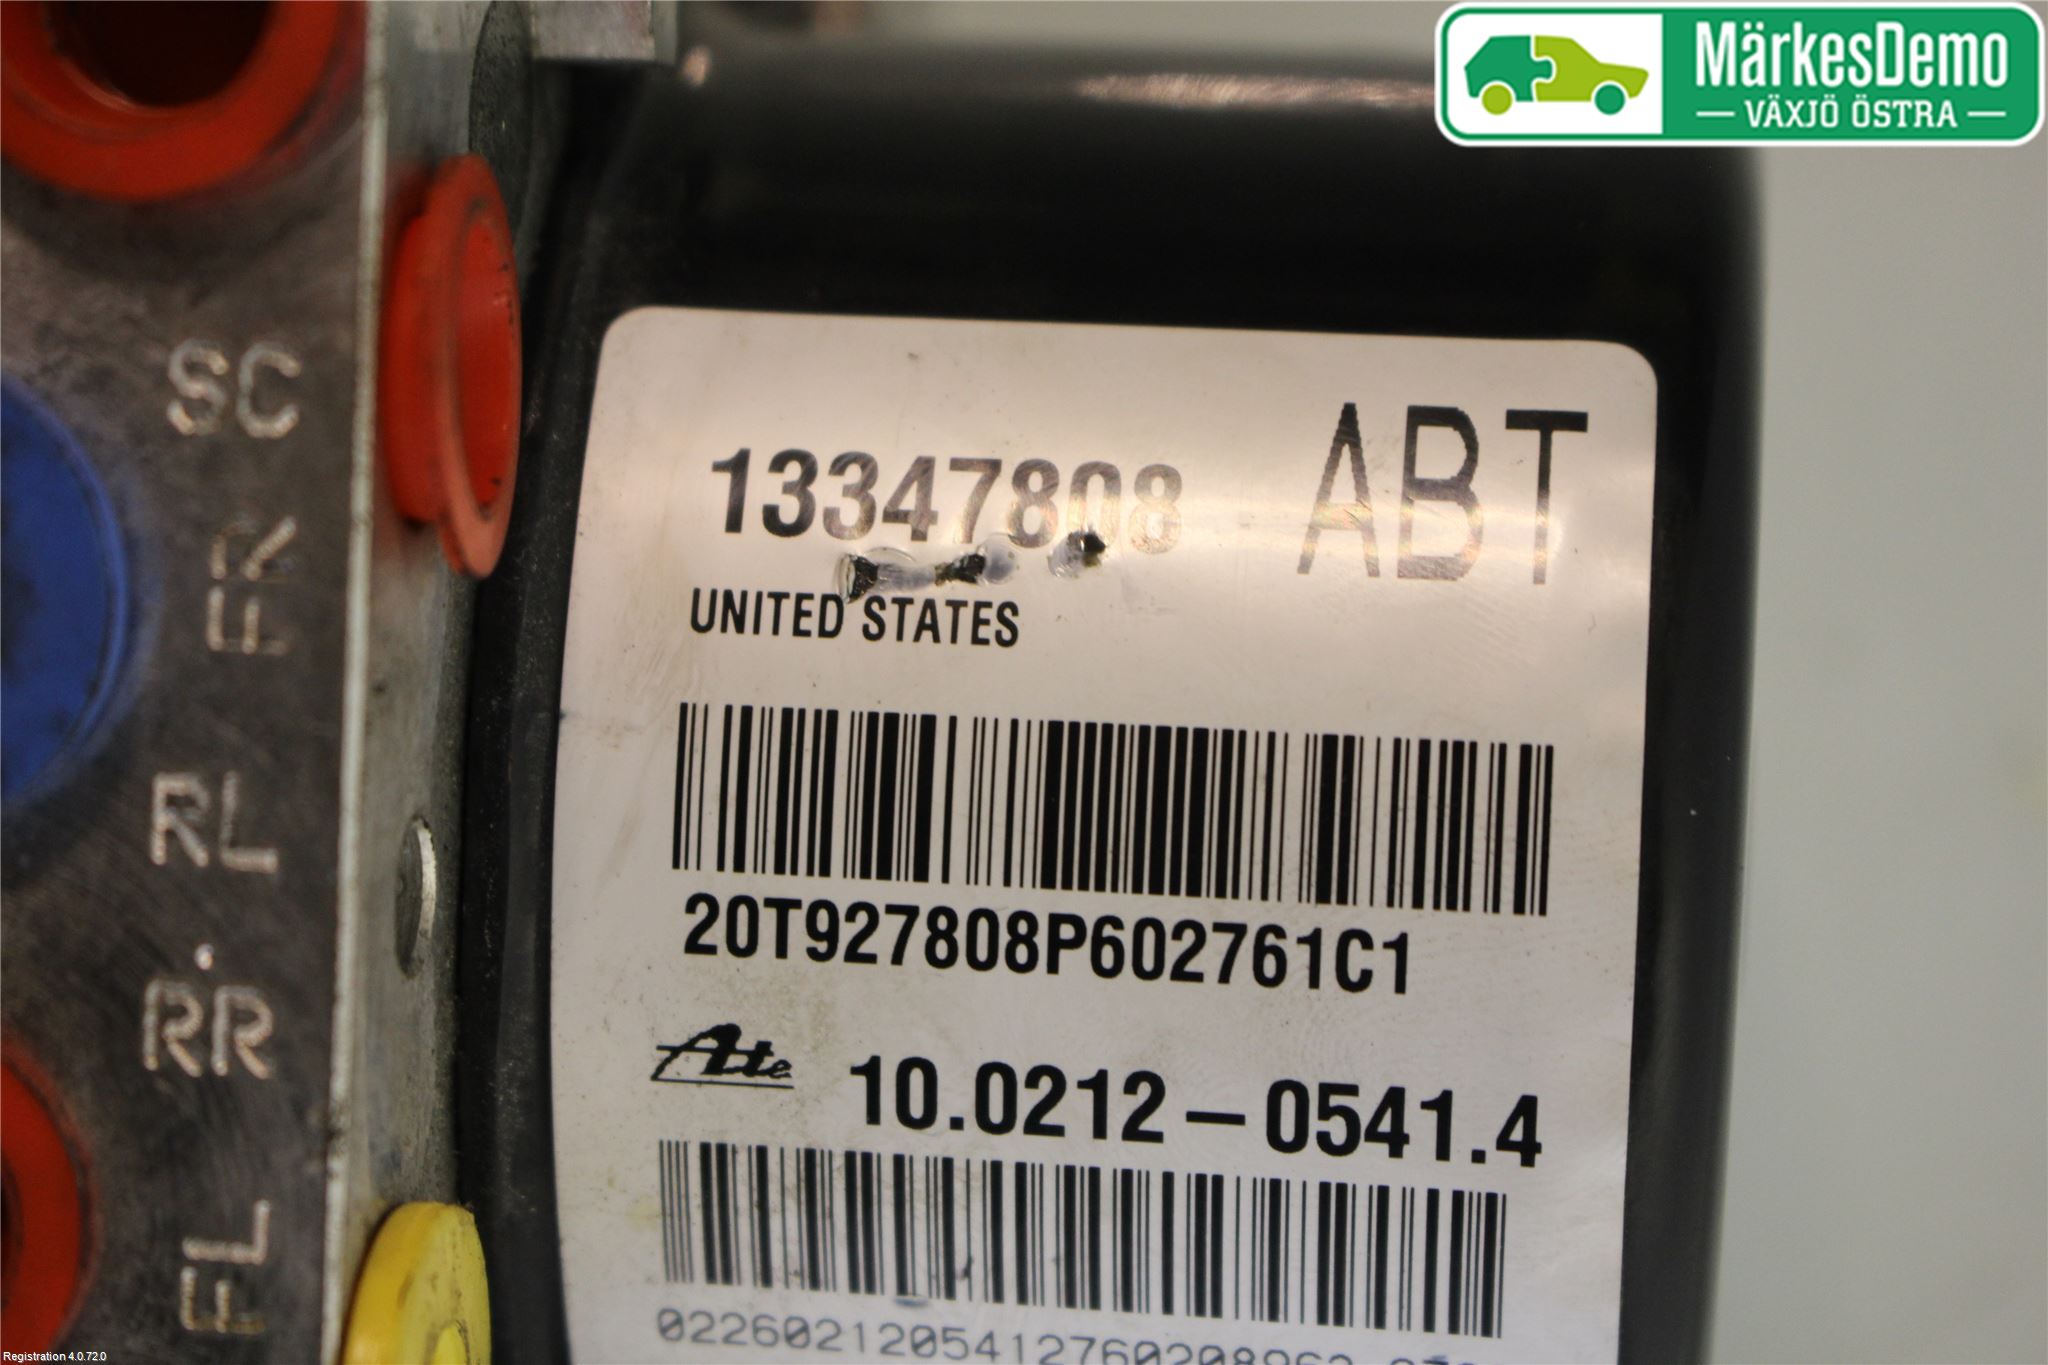 MärkesDemo
VÄXJÖ ÖSTRA
SC
FR
RL
RR
FL
13347808
ABT
UNITED STATES
20T927808P602761C1
Ate
10.0212-0541.4
Registration 4.0.72.0